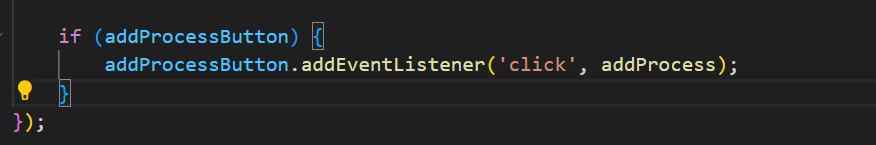 if (addProcessButton) {
addProcessButton.addEventListener('click', addProcess);
}
});